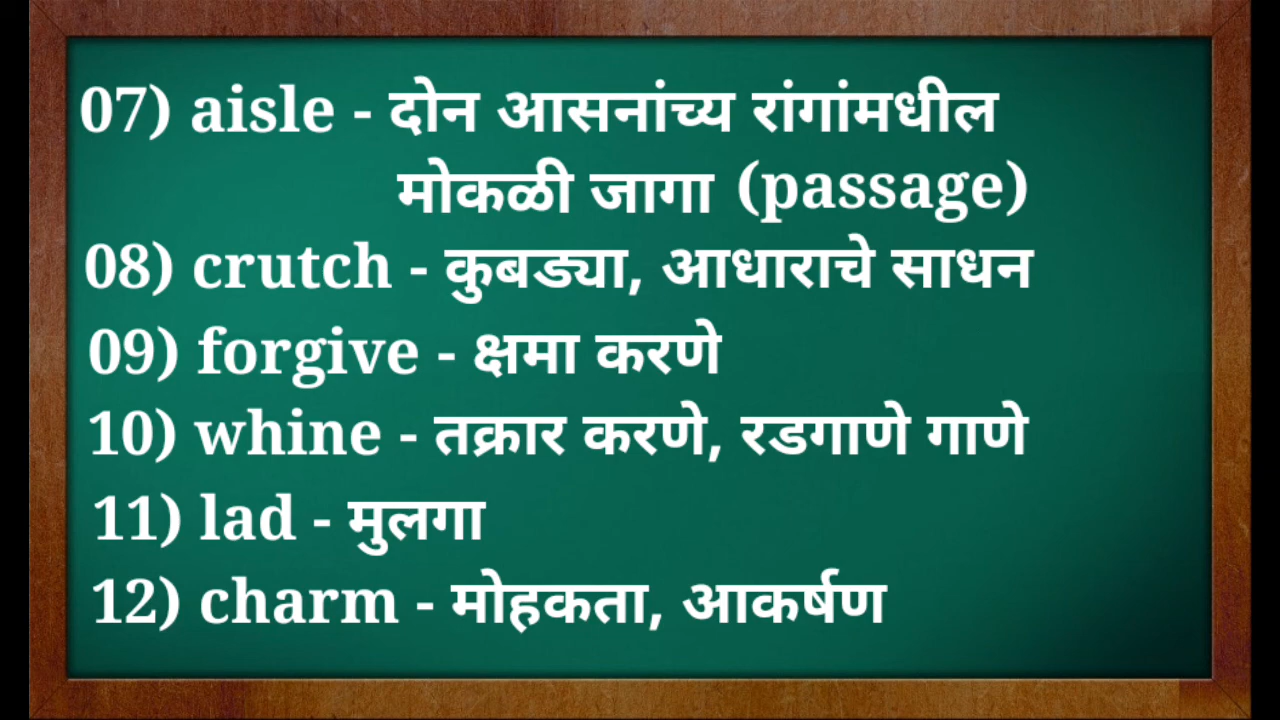 07) aisle - दोन आसनांच्य रांगांमधील
मोकळी जागा (passage)
08) crutch - कुबड्या, आधाराचे साधन
09) forgive - क्षमा करणे
10) whine - तक्रार करणे, रडगाणे गाणे
11) lad - मुलगा
12) charm - मोहकता, आकर्षण